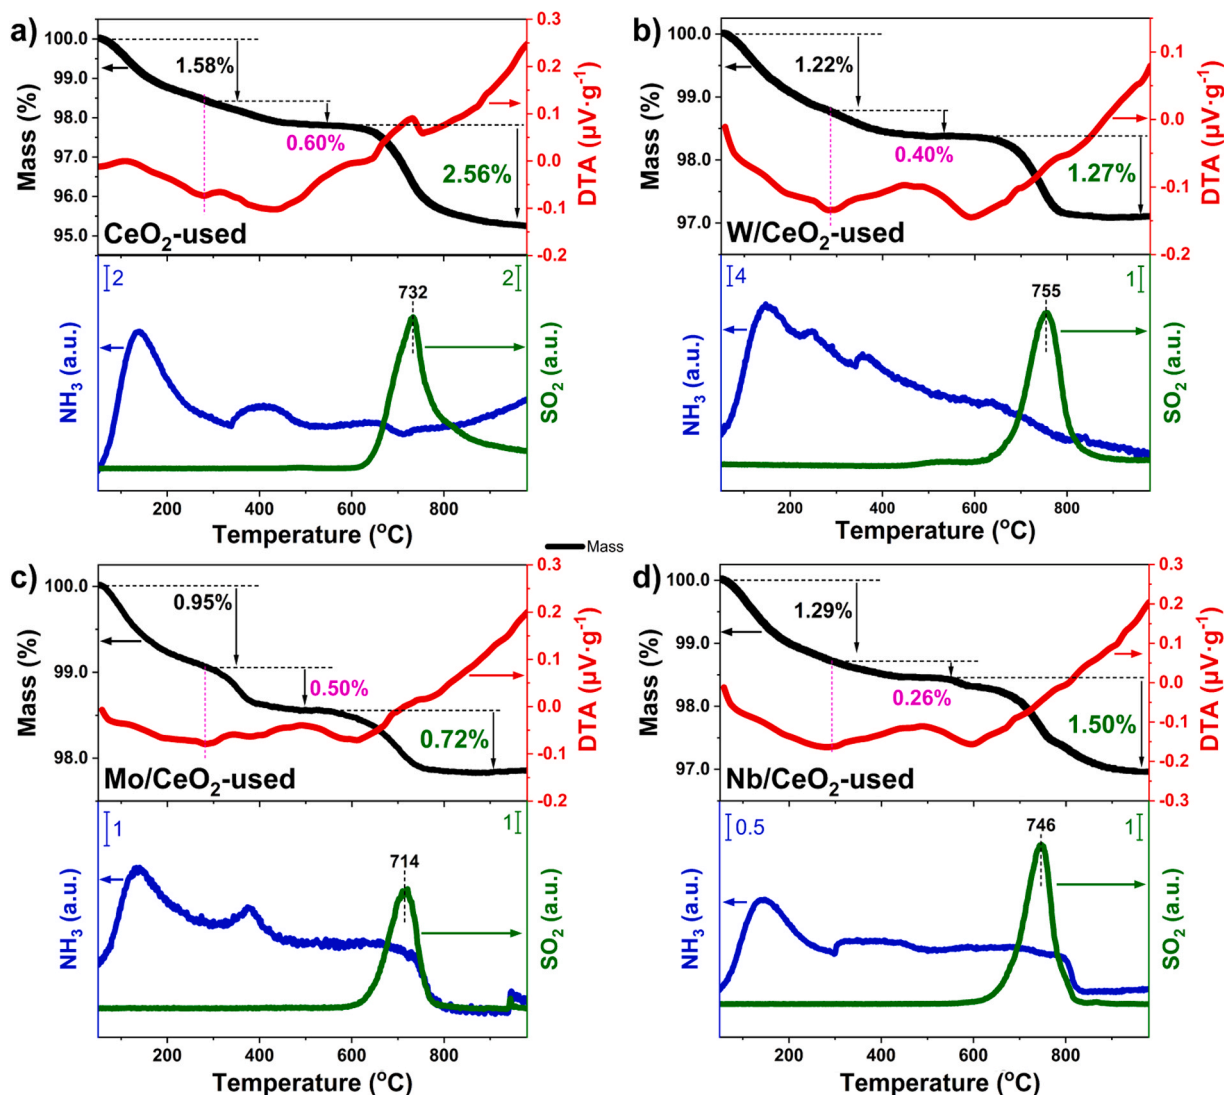 a)
100.0
99.0
98.0
97.0
96.0
95.0
Mass (%)
1.58%
0.60%
2.56%
CeO₂-used
0.3
0.2
0.1
0.0
-0.1
-0.2
DTA (μV·g⁻¹)
2
2
732
NH₃ (a.u.)
SO₂ (a.u.)
200 400 600 800
Temperature (°C)
b)
100.0
99.0
98.0
97.0
Mass (%)
1.22%
0.40%
1.27%
W/CeO₂-used
0.1
0.0
-0.1
-0.2
DTA (μV·g⁻¹)
4
1
755
NH₃ (a.u.)
SO₂ (a.u.)
200 400 600 800
Temperature (°C)
Mass
c)
100.0
99.0
98.0
Mass (%)
0.95%
0.50%
0.72%
Mo/CeO₂-used
0.3
0.2
0.1
0.0
-0.1
-0.2
DTA (μV·g⁻¹)
1
1
714
NH₃ (a.u.)
SO₂ (a.u.)
200 400 600 800
Temperature (°C)
d)
100.0
99.0
98.0
97.0
Mass (%)
1.29%
0.26%
1.50%
Nb/CeO₂-used
0.3
0.2
0.1
0.0
-0.1
-0.2
-0.3
DTA (μV·g⁻¹)
0.5
1
746
NH₃ (a.u.)
SO₂ (a.u.)
200 400 600 800
Temperature (°C)